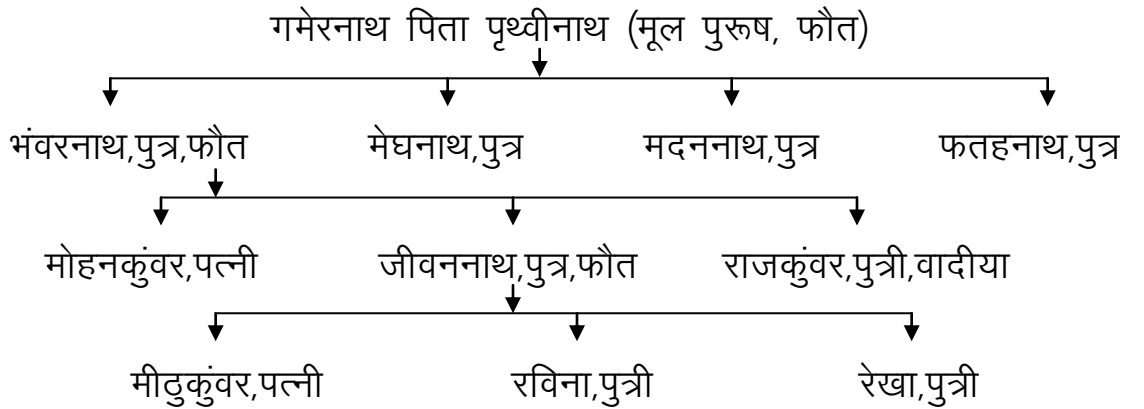 गमेरनाथ पिता पृथ्वीनाथ (मूल पुरूष, फौत)
भंवरनाथ,पुत्र,फौत मेघनाथ,पुत्र मदननाथ,पुत्र फतहनाथ,पुत्र
मोहनकुंवर,पत्नी जीवननाथ,पुत्र,फौत राजकुंवर,पुत्री,वादीया
मीठुकुंवर,पत्नी रविना,पुत्री रेखा,पुत्री